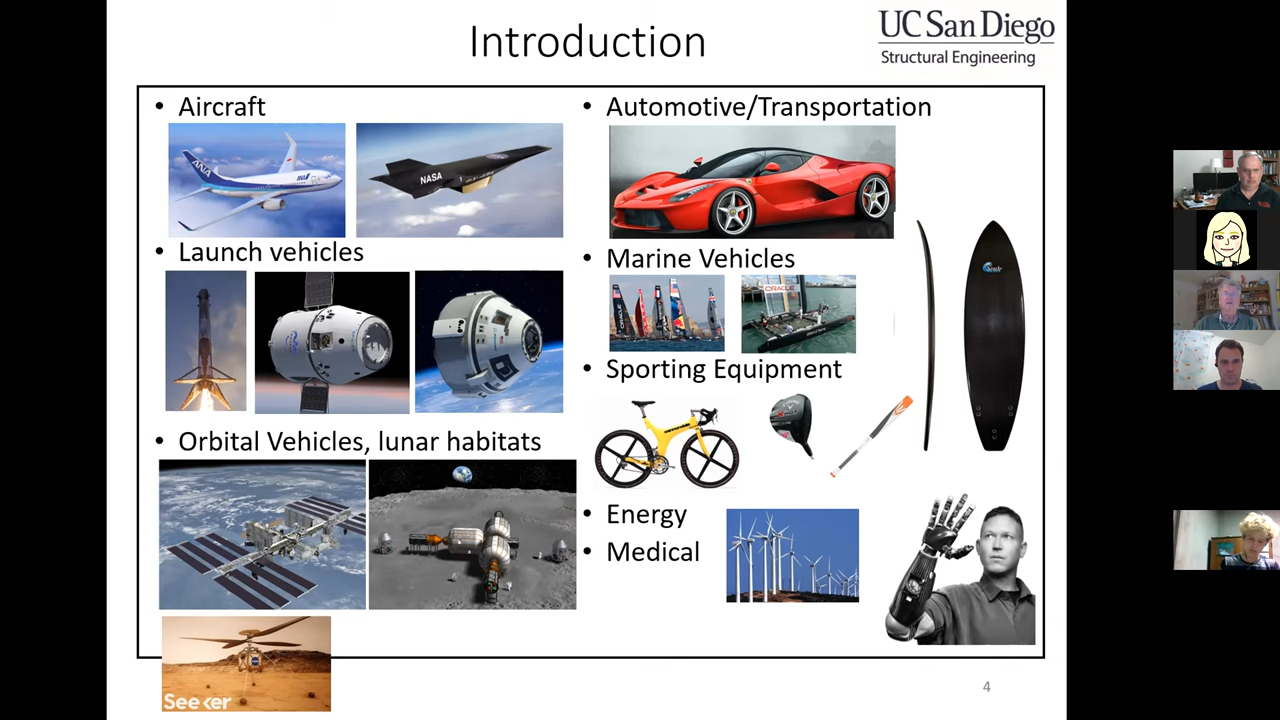 Introduction
UC San Diego
Structural Engineering
• Aircraft
ANA
NASA
• Launch vehicles
• Orbital Vehicles, lunar habitats
Seeker
• Automotive/Transportation
• Marine Vehicles
ORACLE
• Sporting Equipment
• Energy
• Medical
4